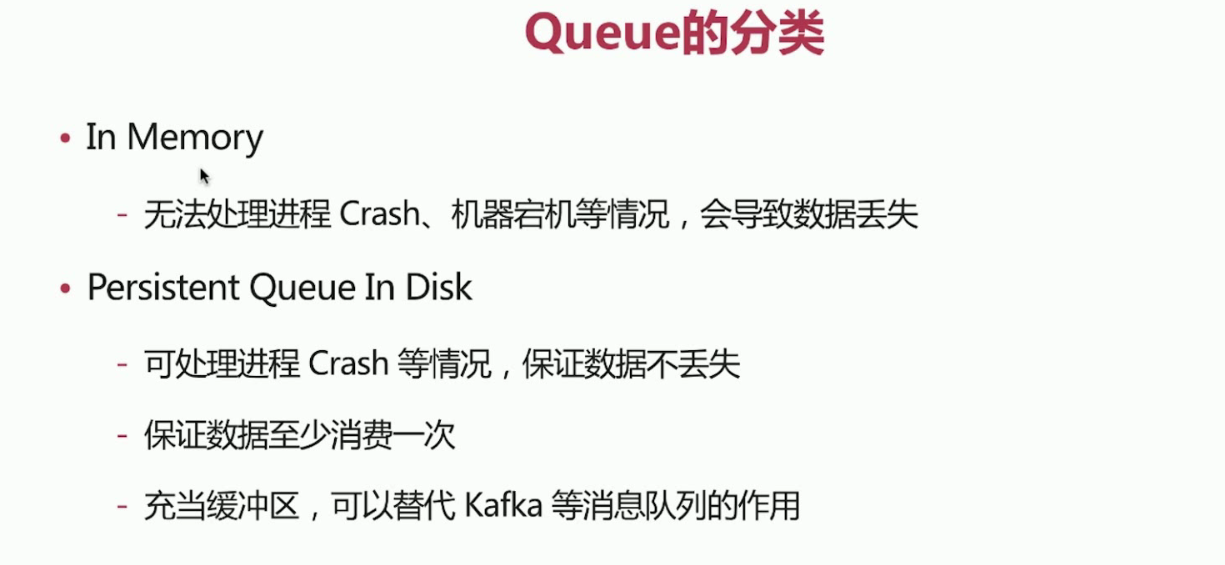 Queue的分类
• In Memory
- 无法处理进程 Crash、机器宕机等情况，会导致数据丢失
• Persistent Queue In Disk
- 可处理进程 Crash 等情况，保证数据不丢失
- 保证数据至少消费一次
- 充当缓冲区，可以替代 Kafka 等消息队列的作用